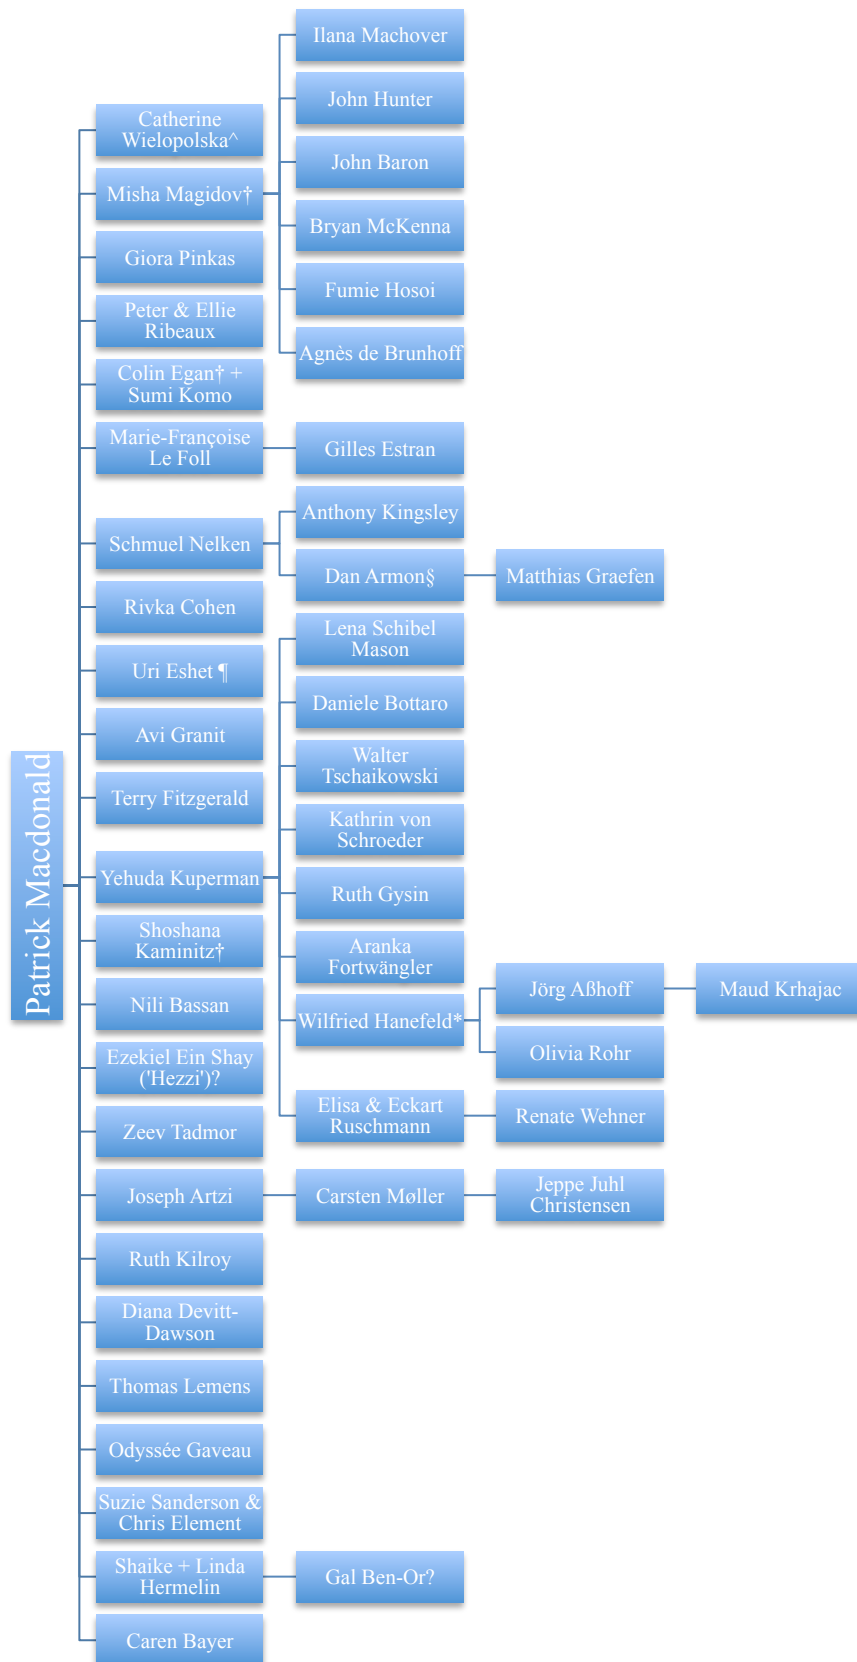 Patrick Macdonald
Catherine
Wielopolska^
Misha Magidov†
Ilana Machover
John Hunter
John Baron
Bryan McKenna
Fumie Hosoi
Agnès de Brunhoff
Giora Pinkas
Peter & Ellie
Ribeaux
Colin Egan† +
Sumi Komo
Marie-Françoise
Le Foll
Gilles Estran
Schmuel Nelken
Anthony Kingsley
Dan Armon§
Matthias Graefen
Rivka Cohen
Uri Eshet ¶
Avi Granit
Terry Fitzgerald
Yehuda Kuperman
Lena Schibel
Mason
Daniele Bottaro
Walter
Tschaikowski
Kathrin von
Schroeder
Ruth Gysin
Aranka
Fortwängler
Wilfried Hanefeld*
Jörg Aßhoff
Maud Krhajac
Olivia Rohr
Elisa & Eckart
Ruschmann
Renate Wehner
Shoshana
Kaminitz†
Nili Bassan
Ezekiel Ein Shay
('Hezzi')?
Zeev Tadmor
Joseph Artzi
Carsten Møller
Jeppe Juhl
Christensen
Ruth Kilroy
Diana Devitt-
Dawson
Thomas Lemens
Odyssée Gaveau
Suzie Sanderson &
Chris Element
Shaike + Linda
Hermelin
Gal Ben-Or?
Caren Bayer